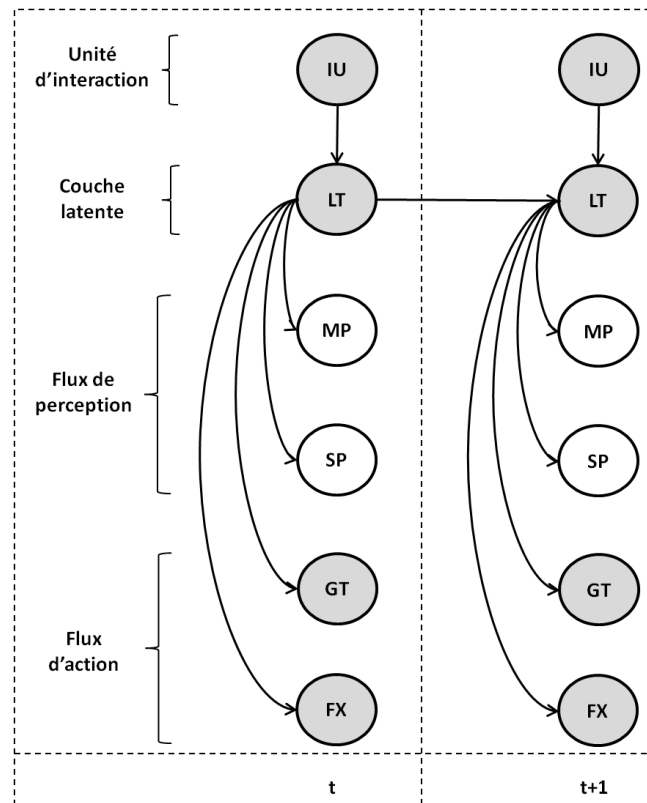 Unité
d'interaction
IU
IU
Couche
latente
LT
LT
MP
MP
Flux de
perception
SP
SP
GT
GT
Flux
d'action
FX
FX
t
t+1